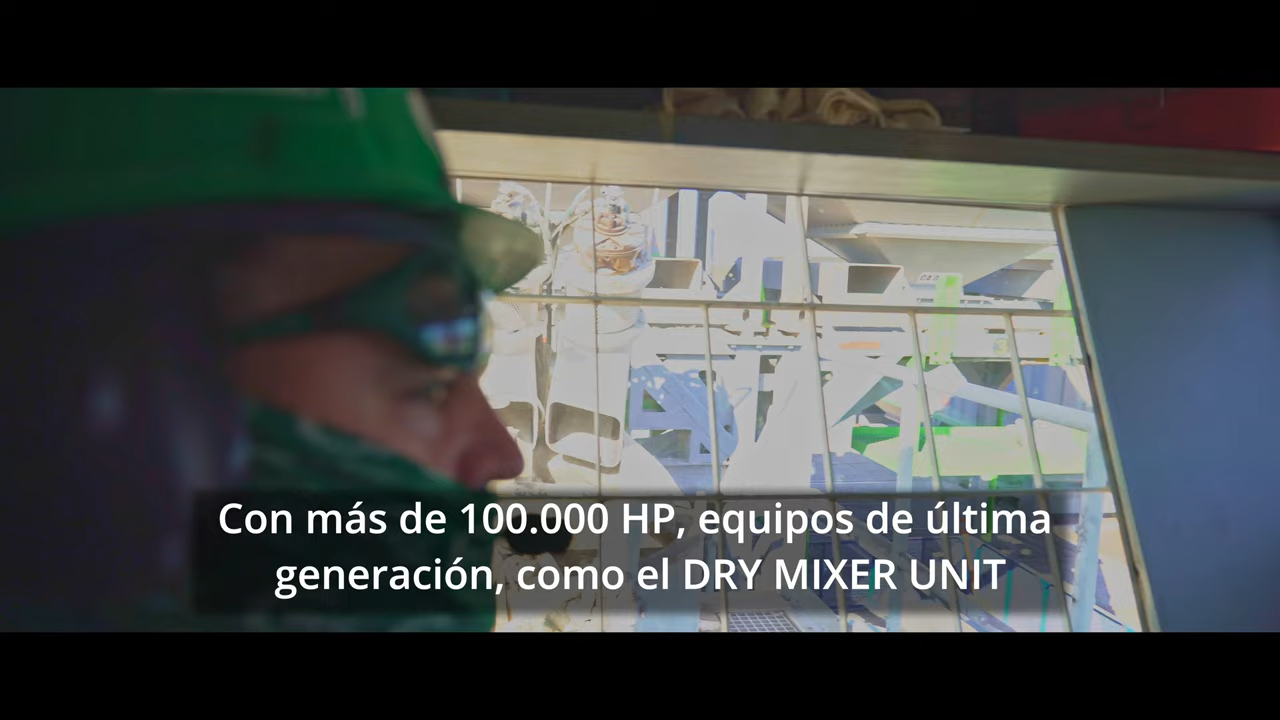 Con más de 100.000 HP, equipos de última
generación, como el DRY MIXER UNIT